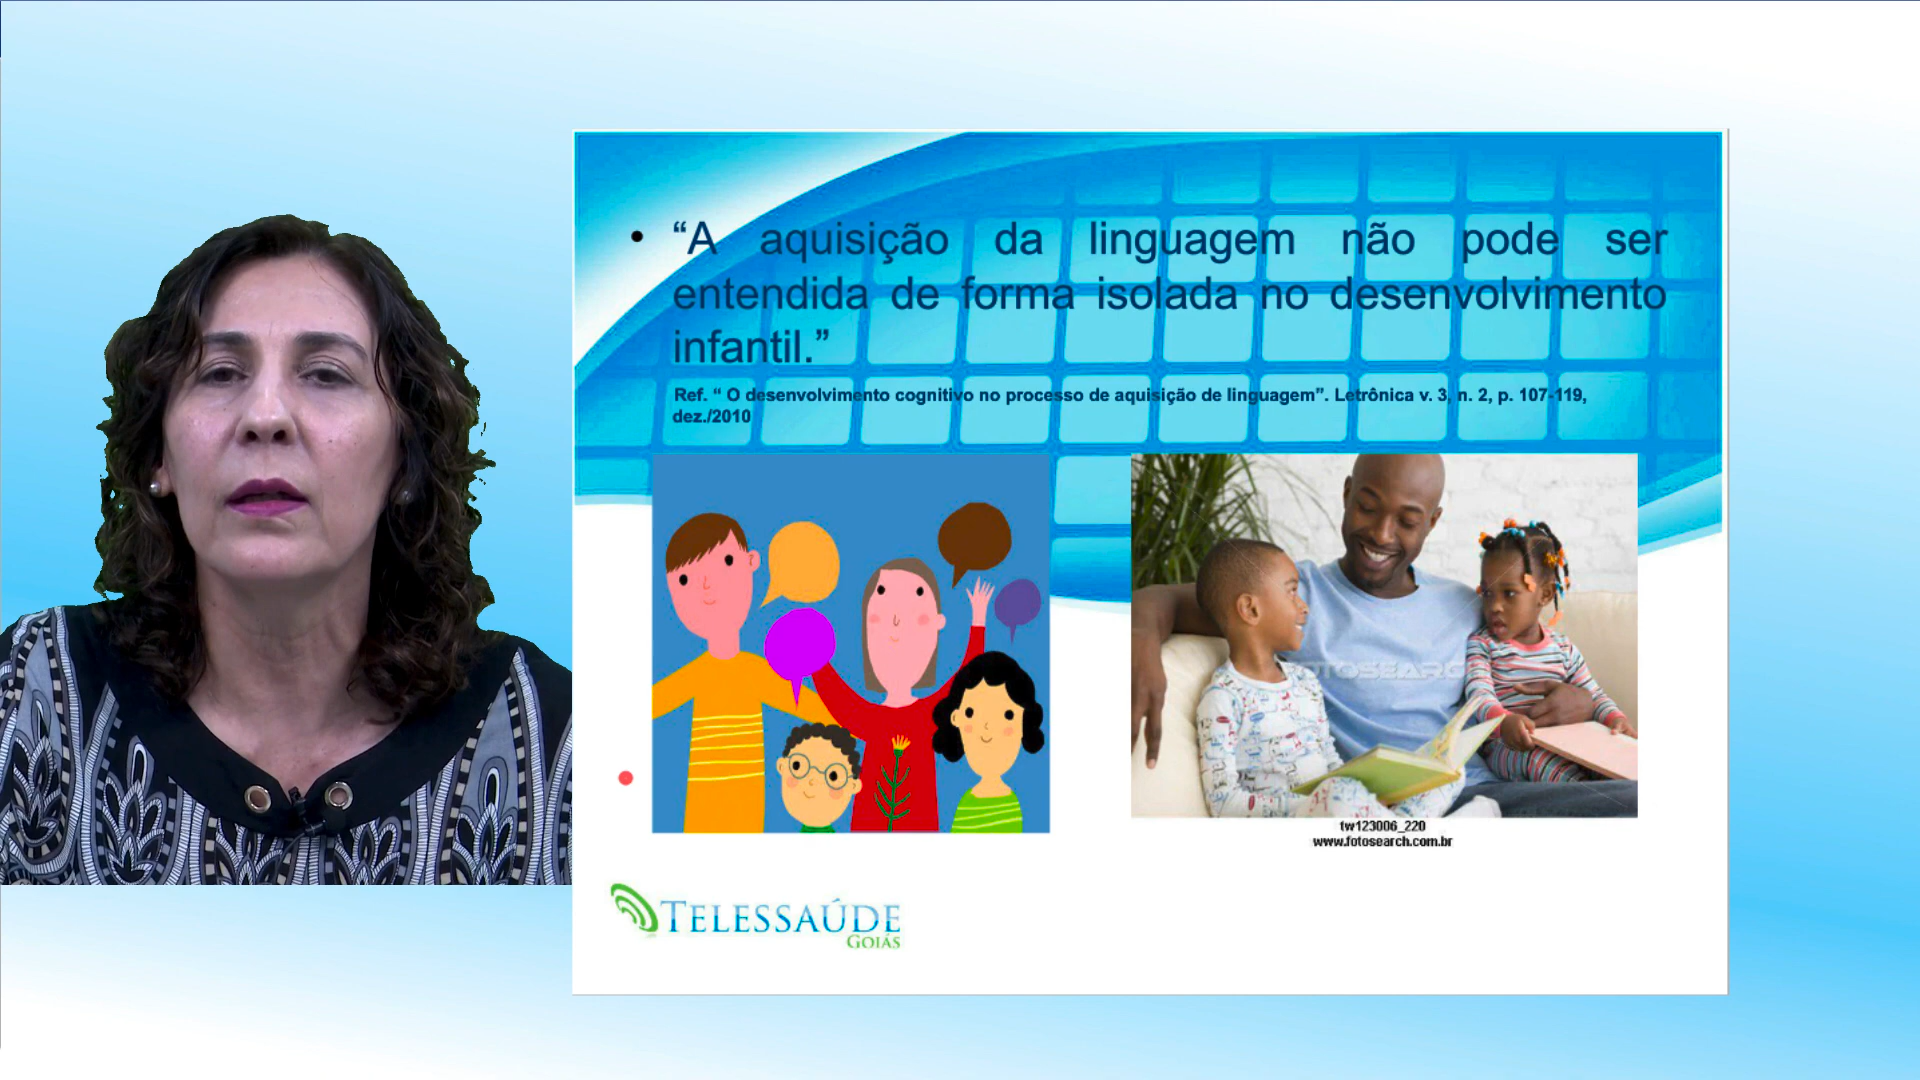 • “A aquisição da linguagem não pode ser
entendida de forma isolada no desenvolvimento
infantil.”
Ref. “ O desenvolvimento cognitivo no processo de aquisição de linguagem”. Letrônica v. 3, n. 2, p. 107-119,
dez./2010
FOTOSEARC
tw123006_220
www.fotosearch.com.br
TELESSAÚDE
GOIÁS